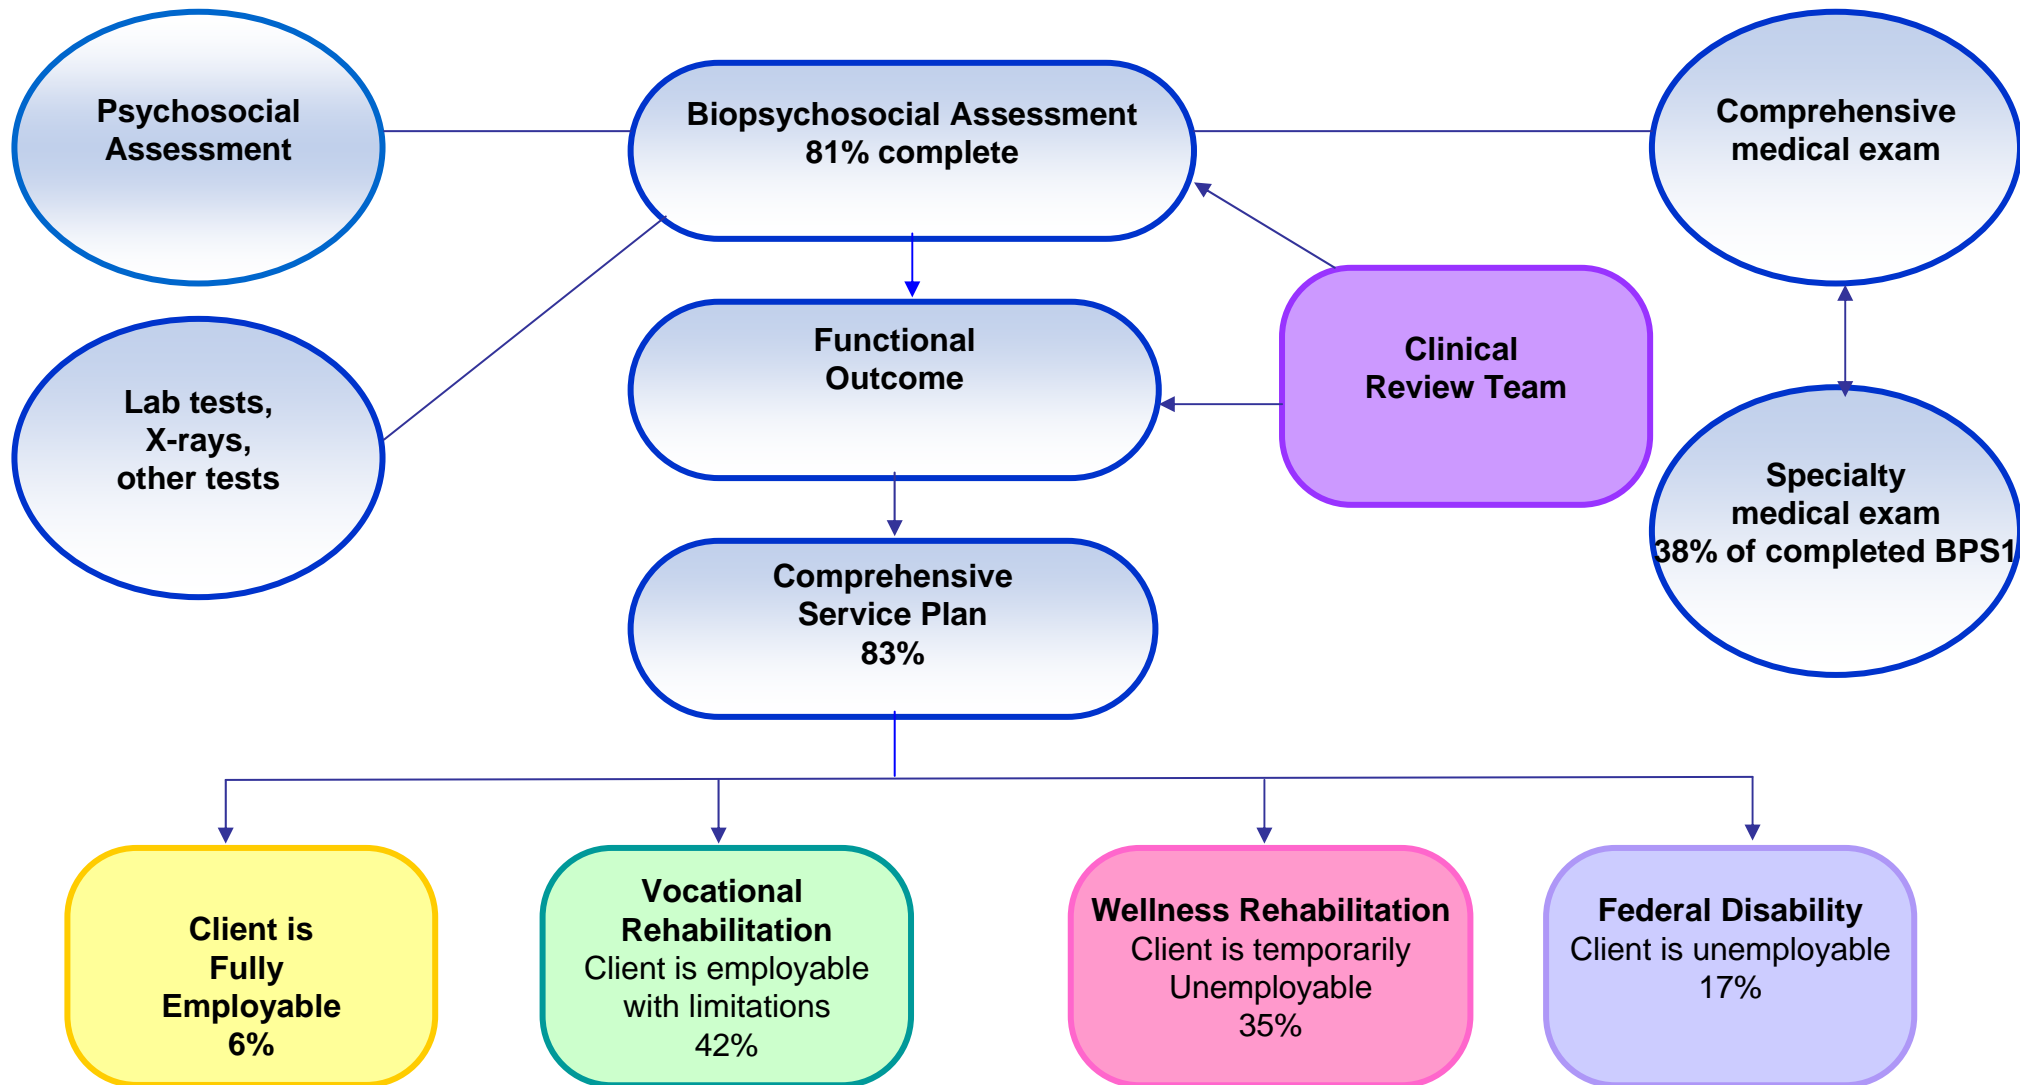 Psychosocial
Assessment
Biopsychosocial Assessment
81% complete
Comprehensive
medical exam
Lab tests,
X-rays,
other tests
Functional
Outcome
Clinical
Review Team
Specialty
medical exam
38% of completed BPS1
Comprehensive
Service Plan
83%
Client is
Fully
Employable
6%
Vocational
Rehabilitation
Client is employable
with limitations
42%
Wellness Rehabilitation
Client is temporarily
Unemployable
35%
Federal Disability
Client is unemployable
17%